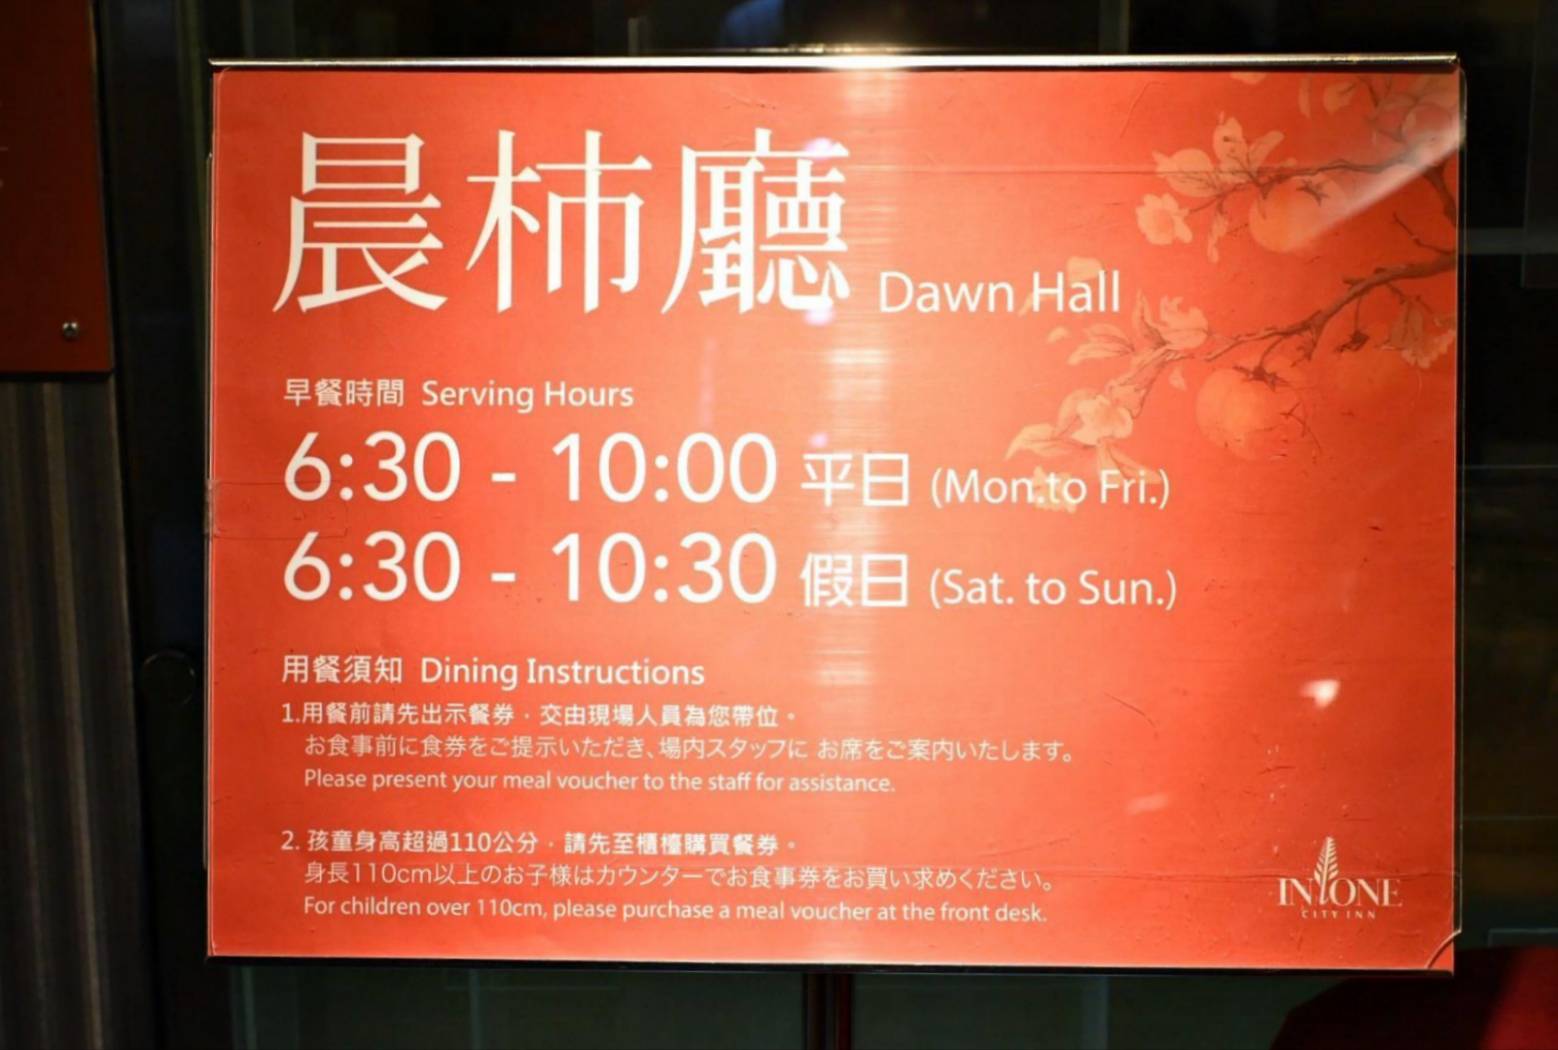 晨柿廳 Dawn Hall
早餐時間 Serving Hours
6:30 - 10:00 平日 (Mon.to Fri.)
6:30 - 10:30 假日 (Sat. to Sun.)
用餐須知 Dining Instructions
1.用餐前請先出示餐券，交由現場人員為您帶位。
お食事前に食券をご提示いただき、場内スタッフに お席をご案内いたします。
Please present your meal voucher to the staff for assistance.
2. 孩童身高超過110公分，請先至櫃檯購買餐券。
身長110cm以上のお子様はカウンターでお食事券をお買い求めください。
For children over 110cm, please purchase a meal voucher at the front desk.
IN ONE
CITY INN